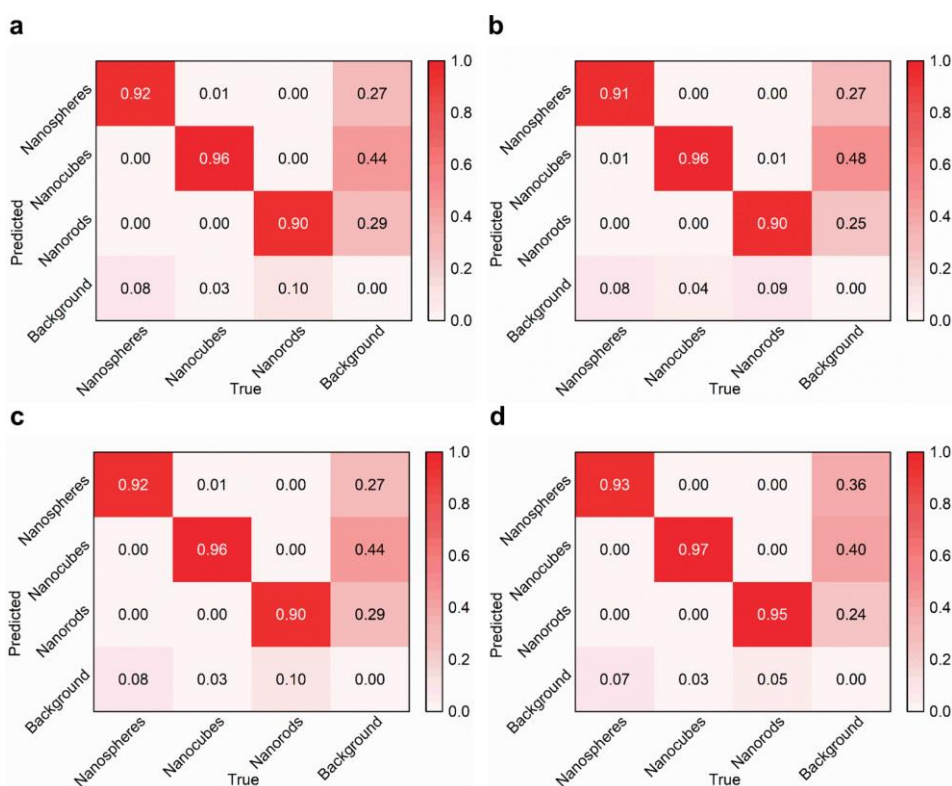 a
Nanospheres 0.92 0.01 0.00 0.27
Nanocubes 0.00 0.96 0.00 0.44
Nanorods 0.00 0.00 0.90 0.29
Background 0.08 0.03 0.10 0.00
Predicted
Nanospheres Nanocubes Nanorods Background
True
1.0
0.8
0.6
0.4
0.2
0.0
b
Nanospheres 0.91 0.00 0.00 0.27
Nanocubes 0.01 0.96 0.01 0.48
Nanorods 0.00 0.00 0.90 0.25
Background 0.08 0.04 0.09 0.00
Predicted
Nanospheres Nanocubes Nanorods Background
True
1.0
0.8
0.6
0.4
0.2
0.0
c
Nanospheres 0.92 0.01 0.00 0.27
Nanocubes 0.00 0.96 0.00 0.44
Nanorods 0.00 0.00 0.90 0.29
Background 0.08 0.03 0.10 0.00
Predicted
Nanospheres Nanocubes Nanorods Background
True
1.0
0.8
0.6
0.4
0.2
0.0
d
Nanospheres 0.93 0.00 0.00 0.36
Nanocubes 0.00 0.97 0.00 0.40
Nanorods 0.00 0.00 0.95 0.24
Background 0.07 0.03 0.05 0.00
Predicted
Nanospheres Nanocubes Nanorods Background
True
1.0
0.8
0.6
0.4
0.2
0.0